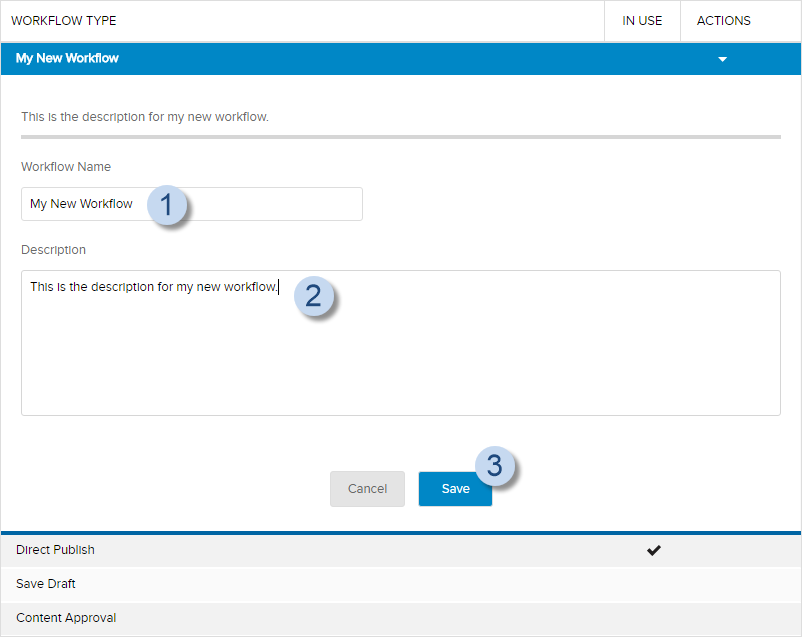 WORKFLOW TYPE IN USE ACTIONS
My New Workflow
This is the description for my new workflow.
Workflow Name
My New Workflow 1
Description
This is the description for my new workflow. 2
3
Cancel Save
Direct Publish
Save Draft
Content Approval